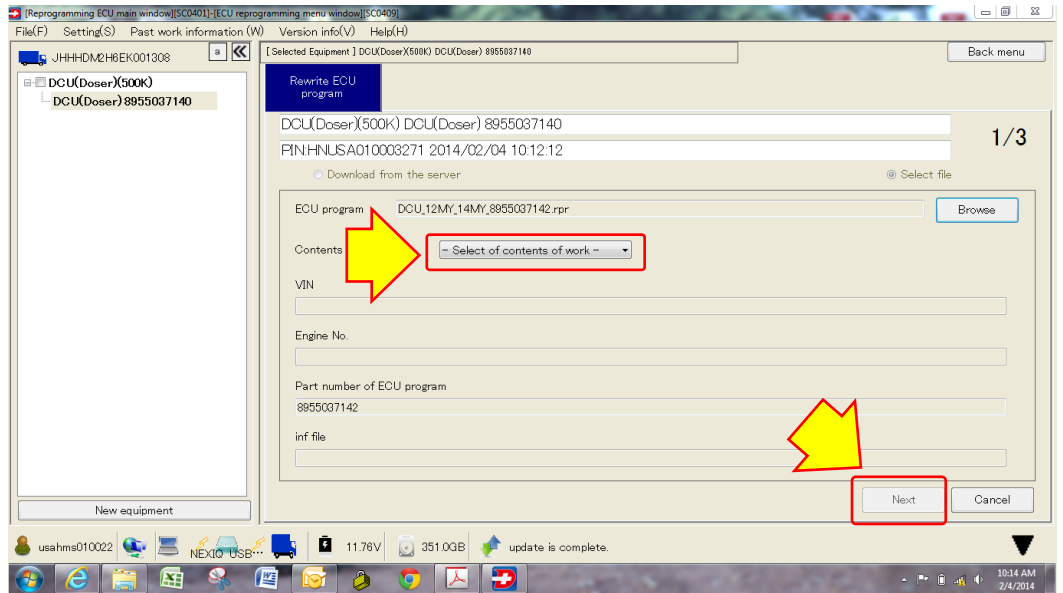 [Reprogramming ECU main window][SC0401]-[ECU reprogramming menu window][SC0409]
File(F) Setting(S) Past work information (W) Version info(V) Help(H)
JHHHDM2H6EK001308
a
[ Selected Equipment ] DCU(Doser)(500K) DCU(Doser) 8955037140
Back menu
DCU(Doser)(500K)
DCU(Doser) 8955037140
Rewrite ECU
program
DCU(Doser)(500K) DCU(Doser) 8955037140
1/3
PIN:HNUSA010003271 2014/02/04 10:12:12
Download from the server
Select file
ECU program DCU_12MY_14MY_8955037142.rpr Browse
Contents - Select of contents of work -
VIN
Engine No.
Part number of ECU program
8955037142
inf file
Next Cancel
New equipment
usahms010022 NEXIQ USB... 11.76V 351.0GB update is complete.
10:14 AM
2/4/2014